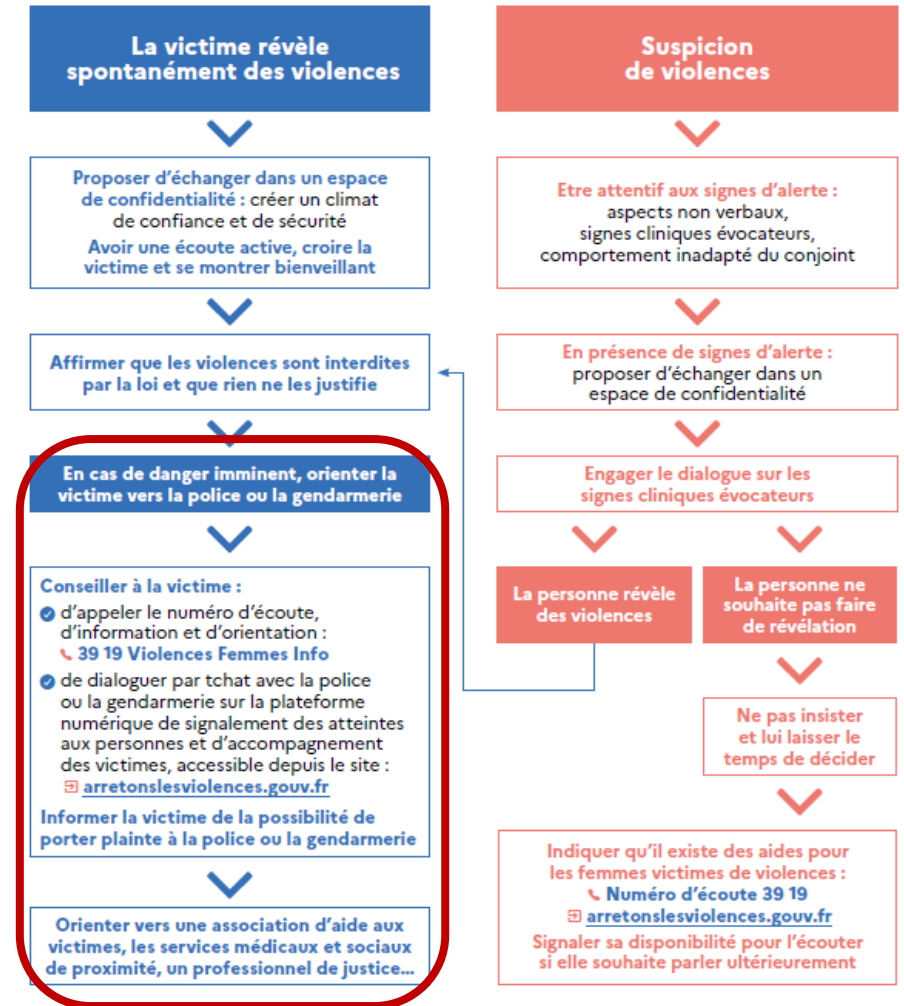 La victime révèle
spontanément des violences
Proposer d'échanger dans un espace
de confidentialité : créer un climat
de confiance et de sécurité
Avoir une écoute active, croire la
victime et se montrer bienveillant
Affirmer que les violences sont interdites
par la loi et que rien ne les justifie
En cas de danger imminent, orienter la
victime vers la police ou la gendarmerie
Conseiller à la victime :
d'appeler le numéro d'écoute,
d'information et d'orientation :
39 19 Violences Femmes Info
de dialoguer par tchat avec la police
ou la gendarmerie sur la plateforme
numérique de signalement des atteintes
aux personnes et d'accompagnement
des victimes, accessible depuis le site :
arretonslesviolences.gouv.fr
Informer la victime de la possibilité de
porter plainte à la police ou la gendarmerie
Orienter vers une association d'aide aux
victimes, les services médicaux et sociaux
de proximité, un professionnel de justice...
Suspicion
de violences
Etre attentif aux signes d'alerte :
aspects non verbaux,
signes cliniques évocateurs,
comportement inadapté du conjoint
En présence de signes d'alerte :
proposer d'échanger dans un
espace de confidentialité
Engager le dialogue sur les
signes cliniques évocateurs
La personne révèle
des violences
La personne ne
souhaite pas faire
de révélation
Ne pas insister
et lui laisser le
temps de décider
Indiquer qu'il existe des aides pour
les femmes victimes de violences :
Numéro d'écoute 39 19
arretonslesviolences.gouv.fr
Signaler sa disponibilité pour l'écouter
si elle souhaite parler ultérieurement